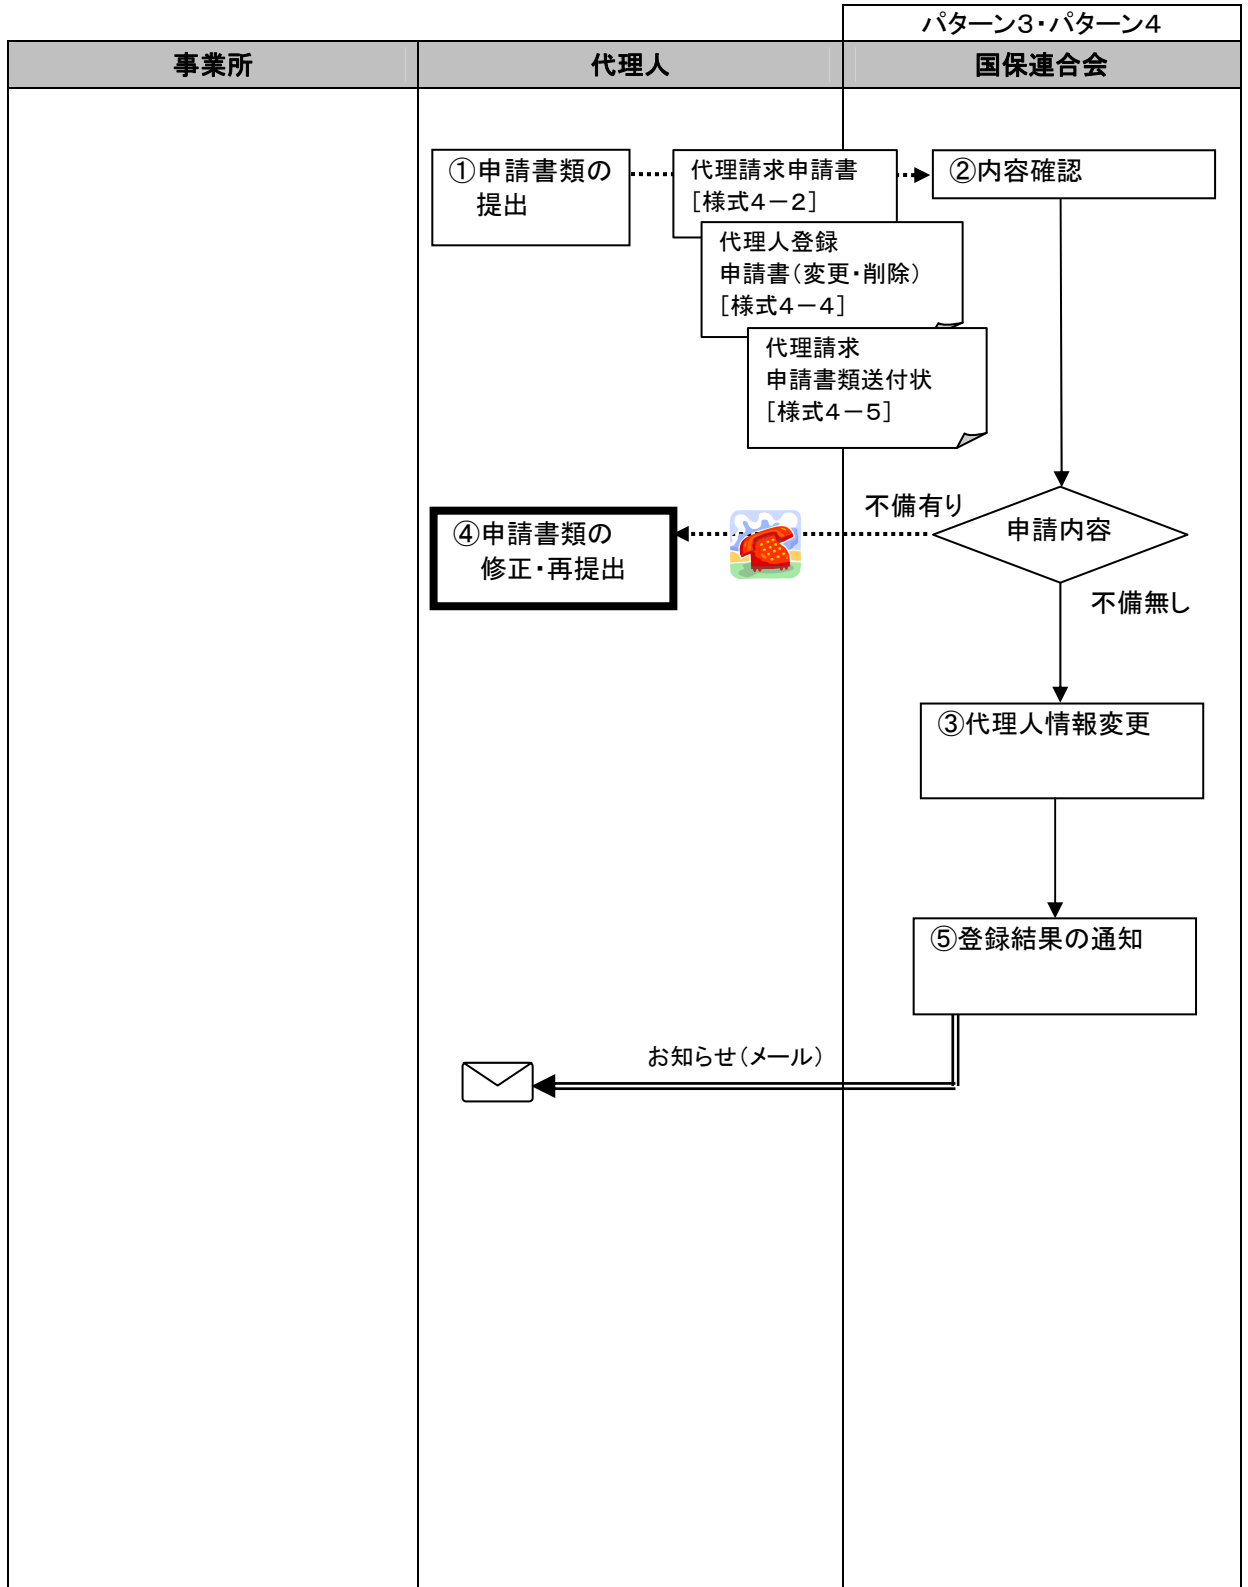 パターン3・パターン4
事業所
代理人
国保連合会
①申請書類の
提出
代理請求申請書
[様式4-2]
②内容確認
代理人登録
申請書(変更・削除)
[様式4-4]
代理請求
申請書類送付状
[様式4-5]
不備有り
申請内容
④申請書類の
修正・再提出
不備無し
③代理人情報変更
⑤登録結果の通知
お知らせ(メール)